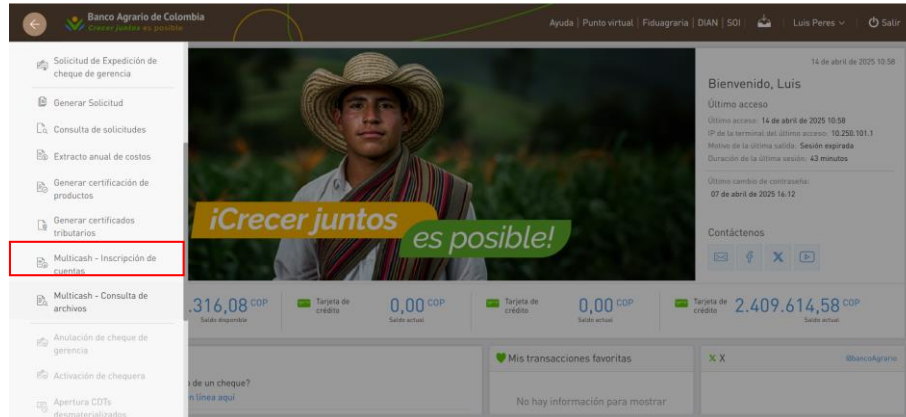 Banco Agrario de Colombia
Crecer juntos es posible
Ayuda | Punto virtual | Fiduagraria | DIAN | SOI
Luis Peres
Salir
Solicitud de Expedición de
cheque de gerencia
Generar Solicitud
Consulta de solicitudes
Extracto anual de costos
Generar certificación de
productos
Generar certificados
tributarios
Multicash - Inscripción de
cuentas
Multicash - Consulta de
archivos
Anulación de cheque de
gerencia
Activación de chequera
Apertura CDTs
desmaterializados
¡Crecer juntos
es posible!
14 de abril de 2025 10:58
Bienvenido, Luis
Último acceso
Último acceso: 14 de abril de 2025 10:58
IP de la terminal del último acceso: 10.250.101.1
Motivo de la última salida: Sesión expirada
Duración de la última sesión: 43 minutos
Último cambio de contraseña:
07 de abril de 2025 16:12
Contáctenos
.316,08 COP
Saldo disponible
Tarjeta de
crédito
0,00 COP
Saldo actual
Tarjeta de
crédito
0,00 COP
Saldo actual
Tarjeta de
crédito
2.409.614,58 COP
Saldo actual
de un cheque?
n línea aquí
Mis transacciones favoritas
No hay información para mostrar
X
@bancoAgrario